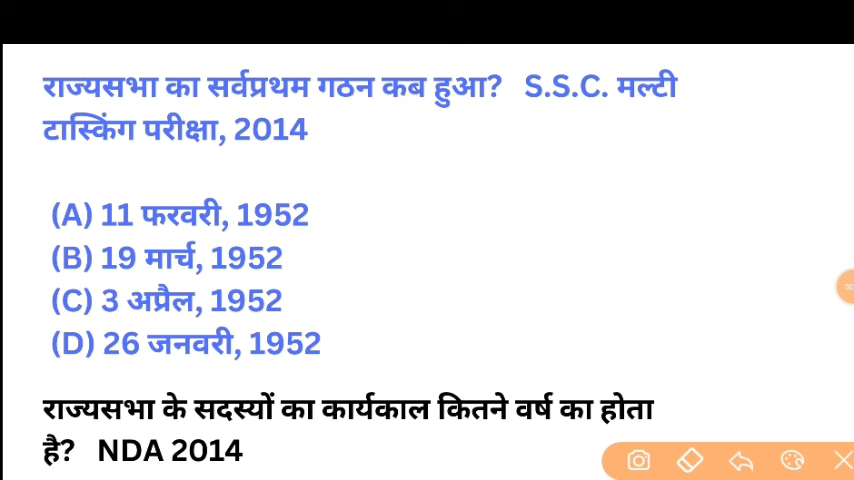 राज्यसभा का सर्वप्रथम गठन कब हुआ? S.S.C. मल्टी
टास्किंग परीक्षा, 2014
(A) 11 फरवरी, 1952
(B) 19 मार्च, 1952
(C) 3 अप्रैल, 1952
(D) 26 जनवरी, 1952
राज्यसभा के सदस्यों का कार्यकाल कितने वर्ष का होता
है? NDA 2014